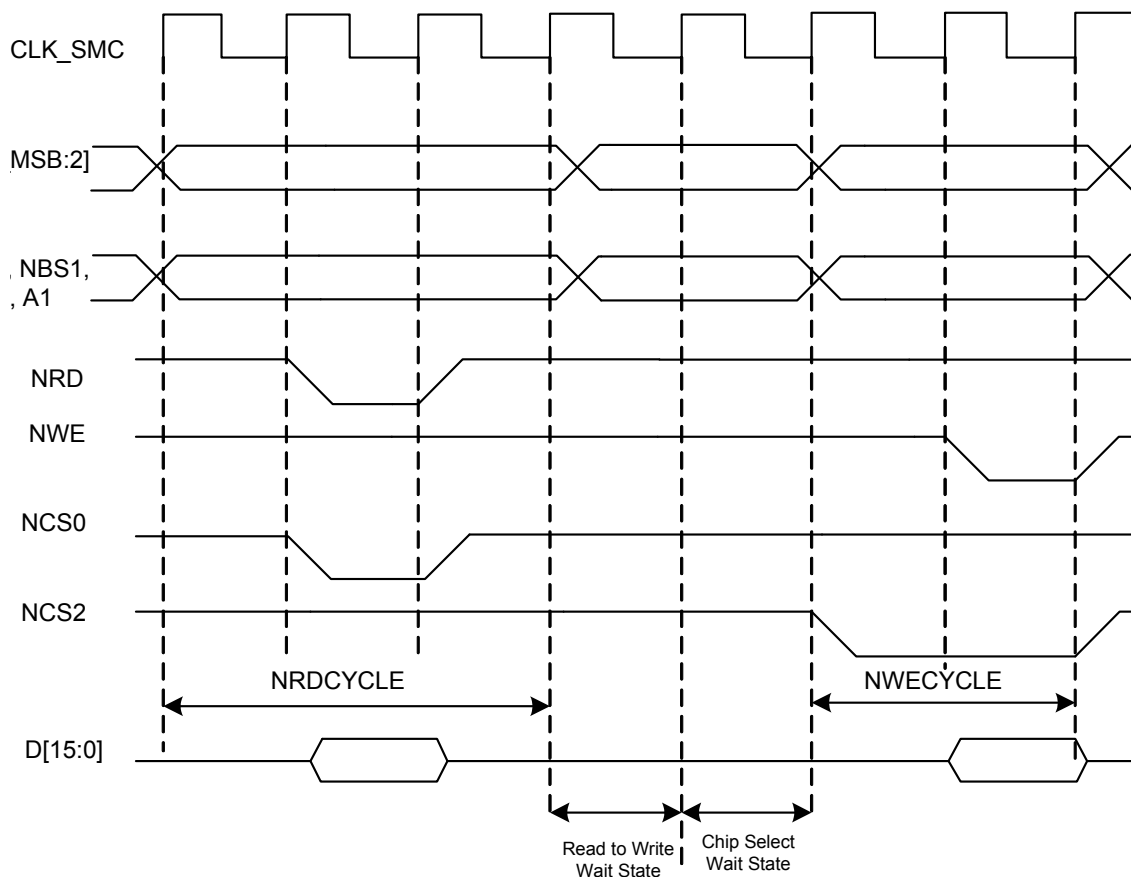 CLK_SMC
MSB:2]
, NBS1,
, A1
NRD
NWE
NCS0
NCS2
NRDCYCLE
NWECYCLE
D[15:0]
Read to Write
Wait State
Chip Select
Wait State